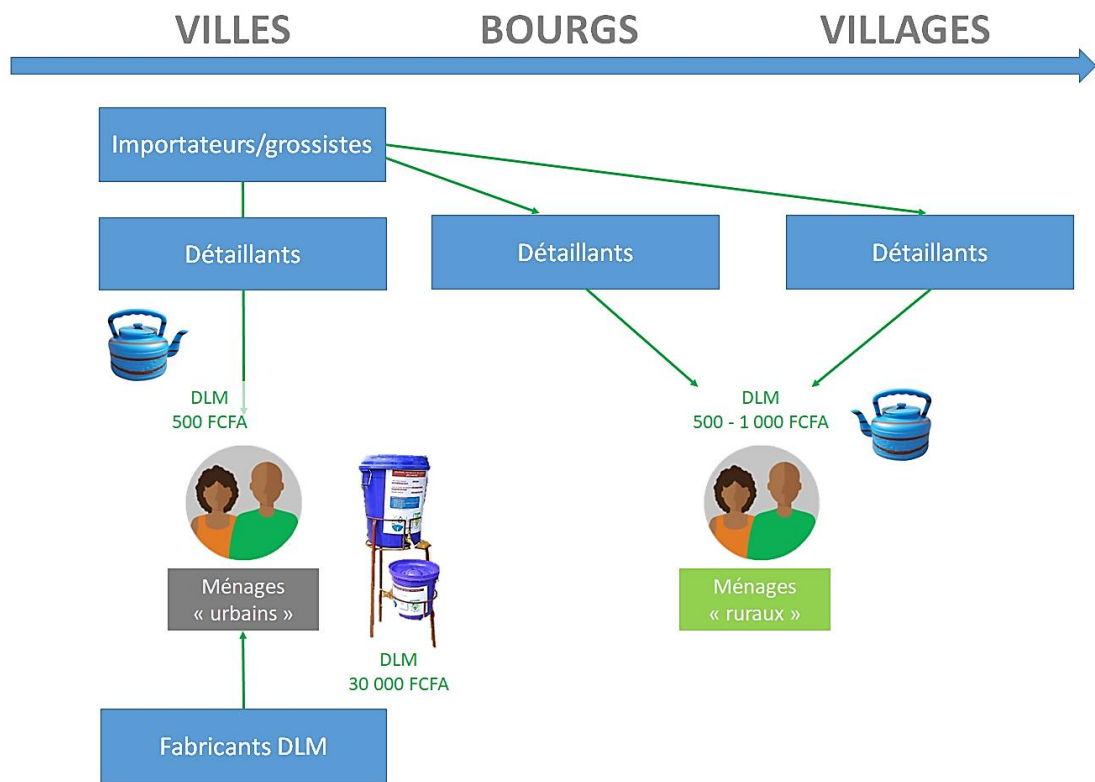 VILLES
BOURGS
VILLAGES
Importateurs/grossistes
Détaillants
Détaillants
Détaillants
DLM
500 FCFA
DLM
500 - 1 000 FCFA
Ménages
« urbains »
Ménages
« ruraux »
DLM
30 000 FCFA
Fabricants DLM